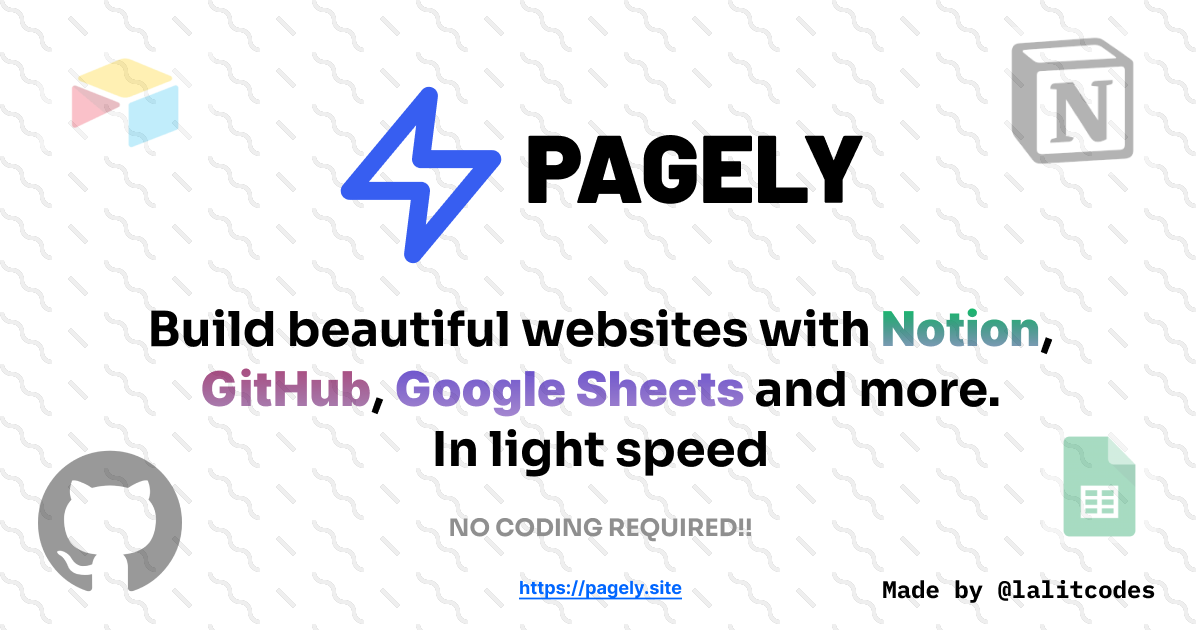 N
PAGELY
Build beautiful websites with Notion,
GitHub, Google Sheets and more.
In light speed
NO CODING REQUIRED!!
https://pagely.site
Made by @lalitcodes